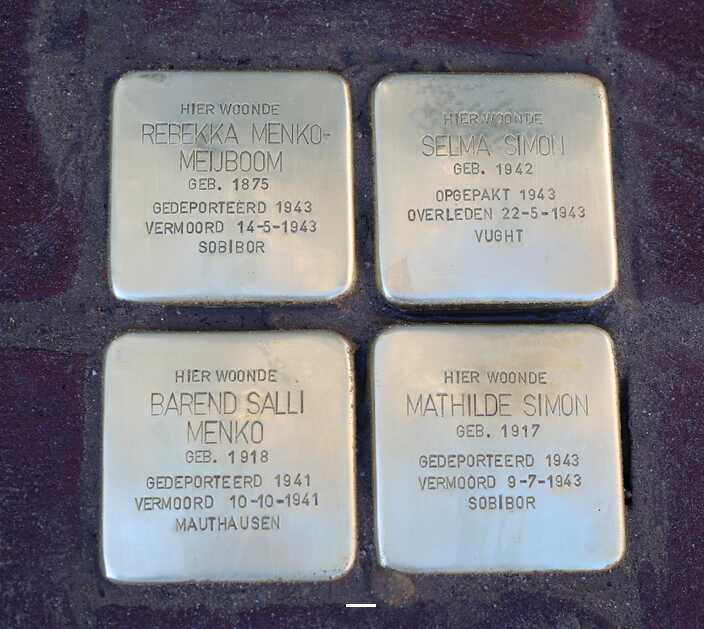 HIER WOONDE
REBEKKA MENKO-
MEIJBOOM
GEB. 1875
GEDEPORTEERD 1943
VERMOORD 14-5-1943
SOBIBOR
HIER WOONDE
SELMA SIMON
GEB. 1942
OPGEPAKT 1943
OVERLEDEN 22-5-1943
VUGHT
HIER WOONDE
BAREND SALLI
MENKO
GEB. 1918
GEDEPORTEERD 1941
VERMOORD 10-10-1941
MAUTHAUSEN
HIER WOONDE
MATHILDE SIMON
GEB. 1917
GEDEPORTEERD 1943
VERMOORD 9-7-1943
SOBIBOR